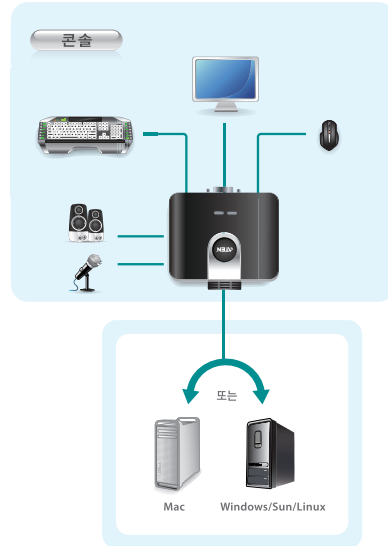 콘솔
ATEN
또는
Mac
Windows/Sun/Linux